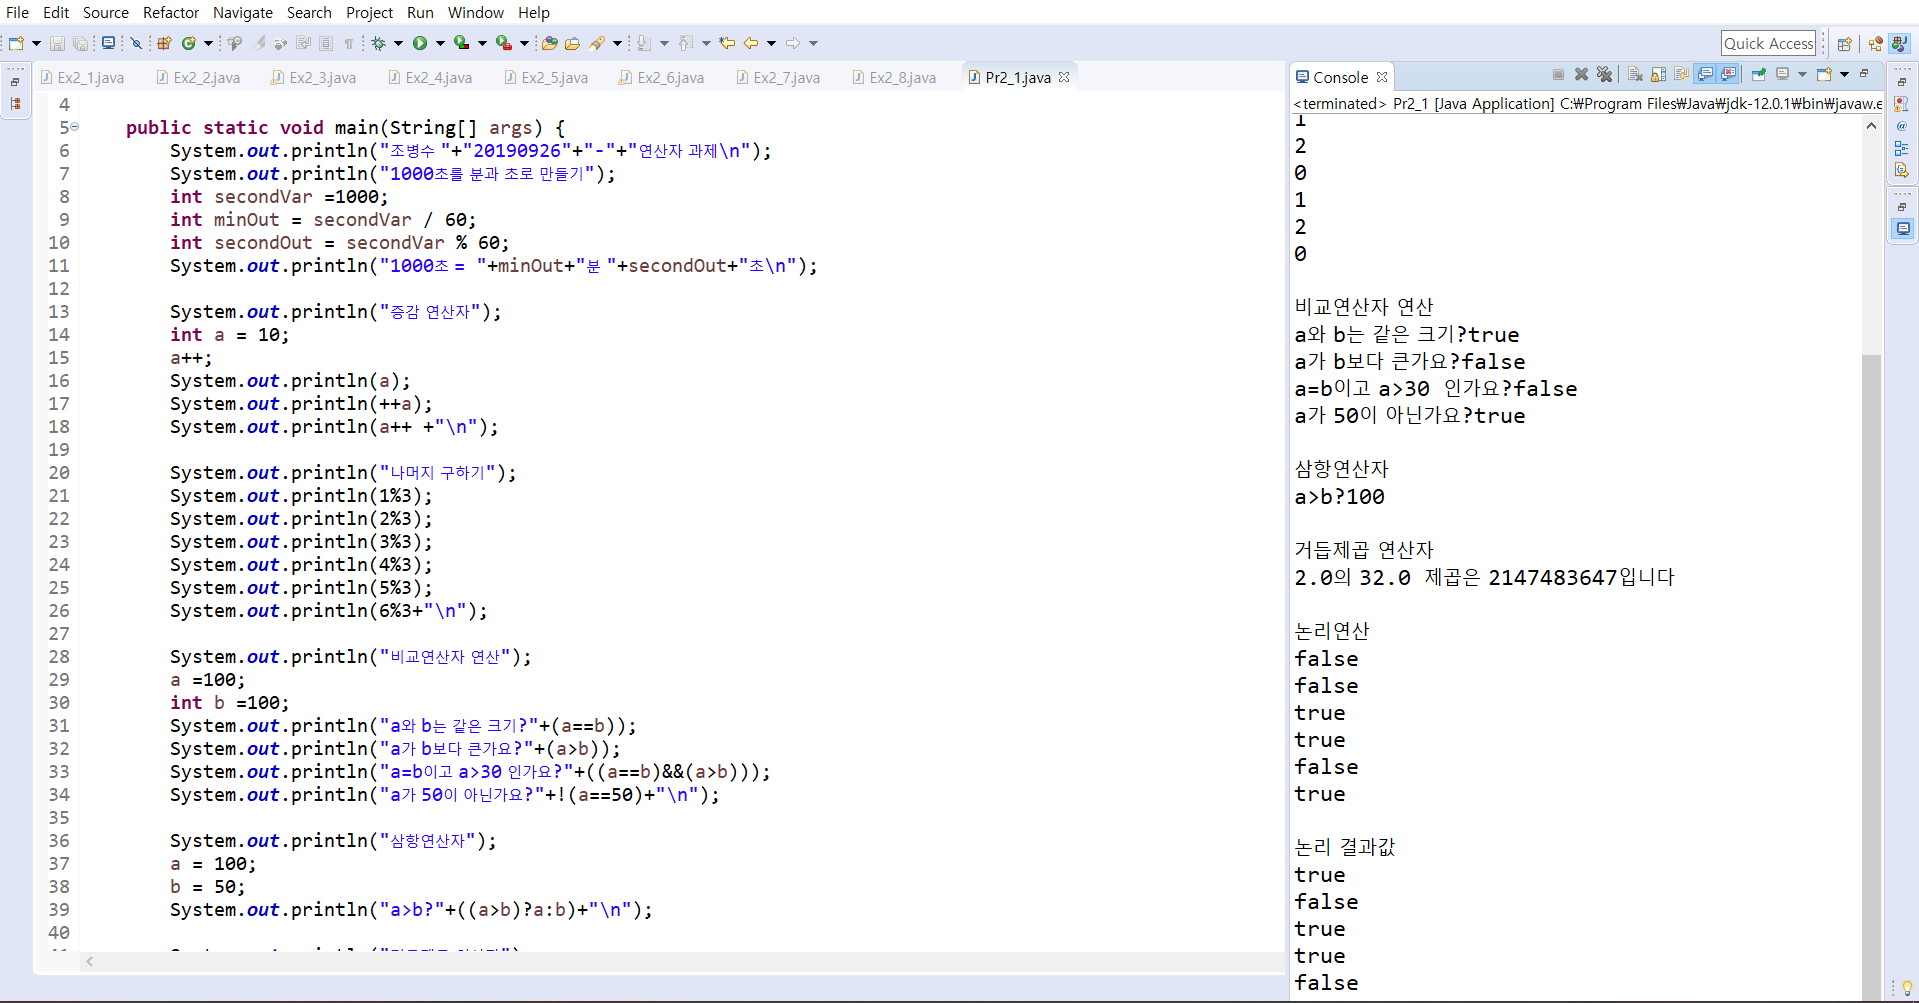 File Edit Source Refactor Navigate Search Project Run Window Help
Quick Access
Ex2_1.java Ex2_2.java Ex2_3.java Ex2_4.java Ex2_5.java Ex2_6.java Ex2_7.java Ex2_8.java Pr2_1.java
4
5 public static void main(String[] args) {
6 System.out.println("조병수 "+"20190926"+"-"+"연산자 과제\n");
7 System.out.println("1000초를 분과 초로 만들기");
8 int secondVar =1000;
9 int minOut = secondVar / 60;
10 int secondOut = secondVar % 60;
11 System.out.println("1000초 = "+minOut+"분 "+secondOut+"초\n");
12
13 System.out.println("증감 연산자");
14 int a = 10;
15 a++;
16 System.out.println(a);
17 System.out.println(++a);
18 System.out.println(a++ +"\n");
19
20 System.out.println("나머지 구하기");
21 System.out.println(1%3);
22 System.out.println(2%3);
23 System.out.println(3%3);
24 System.out.println(4%3);
25 System.out.println(5%3);
26 System.out.println(6%3+"\n");
27
28 System.out.println("비교연산자 연산");
29 a =100;
30 int b =100;
31 System.out.println("a와 b는 같은 크기?"+(a==b));
32 System.out.println("a가 b보다 큰가요?"+(a>b));
33 System.out.println("a=b이고 a>30 인가요?"+((a==b)&&(a>b)));
34 System.out.println("a가 50이 아닌가요?"+!(a==50)+"\n");
35
36 System.out.println("삼항연산자");
37 a = 100;
38 b = 50;
39 System.out.println("a>b?"+((a>b)?a:b)+"\n");
40
Console
<terminated> Pr2_1 [Java Application] C:₩Program Files₩Java₩jdk-12.0.1₩bin₩javaw.e
1
2
0
1
2
0
비교연산자 연산
a와 b는 같은 크기?true
a가 b보다 큰가요?false
a=b이고 a>30 인가요?false
a가 50이 아닌가요?true
삼항연산자
a>b?100
거듭제곱 연산자
2.0의 32.0 제곱은 2147483647입니다
논리연산
false
false
true
true
false
true
논리 결과값
true
false
true
true
false